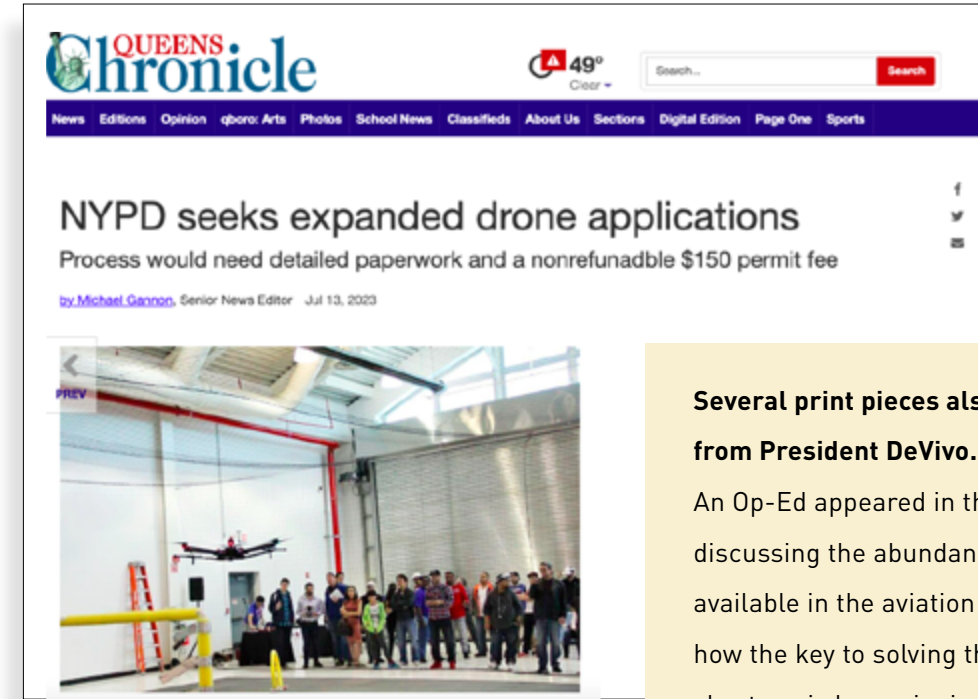 QUEENS
Chronicle
49°
Clear
Search...
Search
News Editions Opinion qboro: Arts Photos School News Classifieds About Us Sections Digital Edition Page One Sports
NYPD seeks expanded drone applications
Process would need detailed paperwork and a nonrefunadble $150 permit fee
by Michael Gannon, Senior News Editor Jul 13, 2023
PREV
Several print pieces als
from President DeVivo.
An Op-Ed appeared in th
discussing the abundan
available in the aviation
how the key to solving th